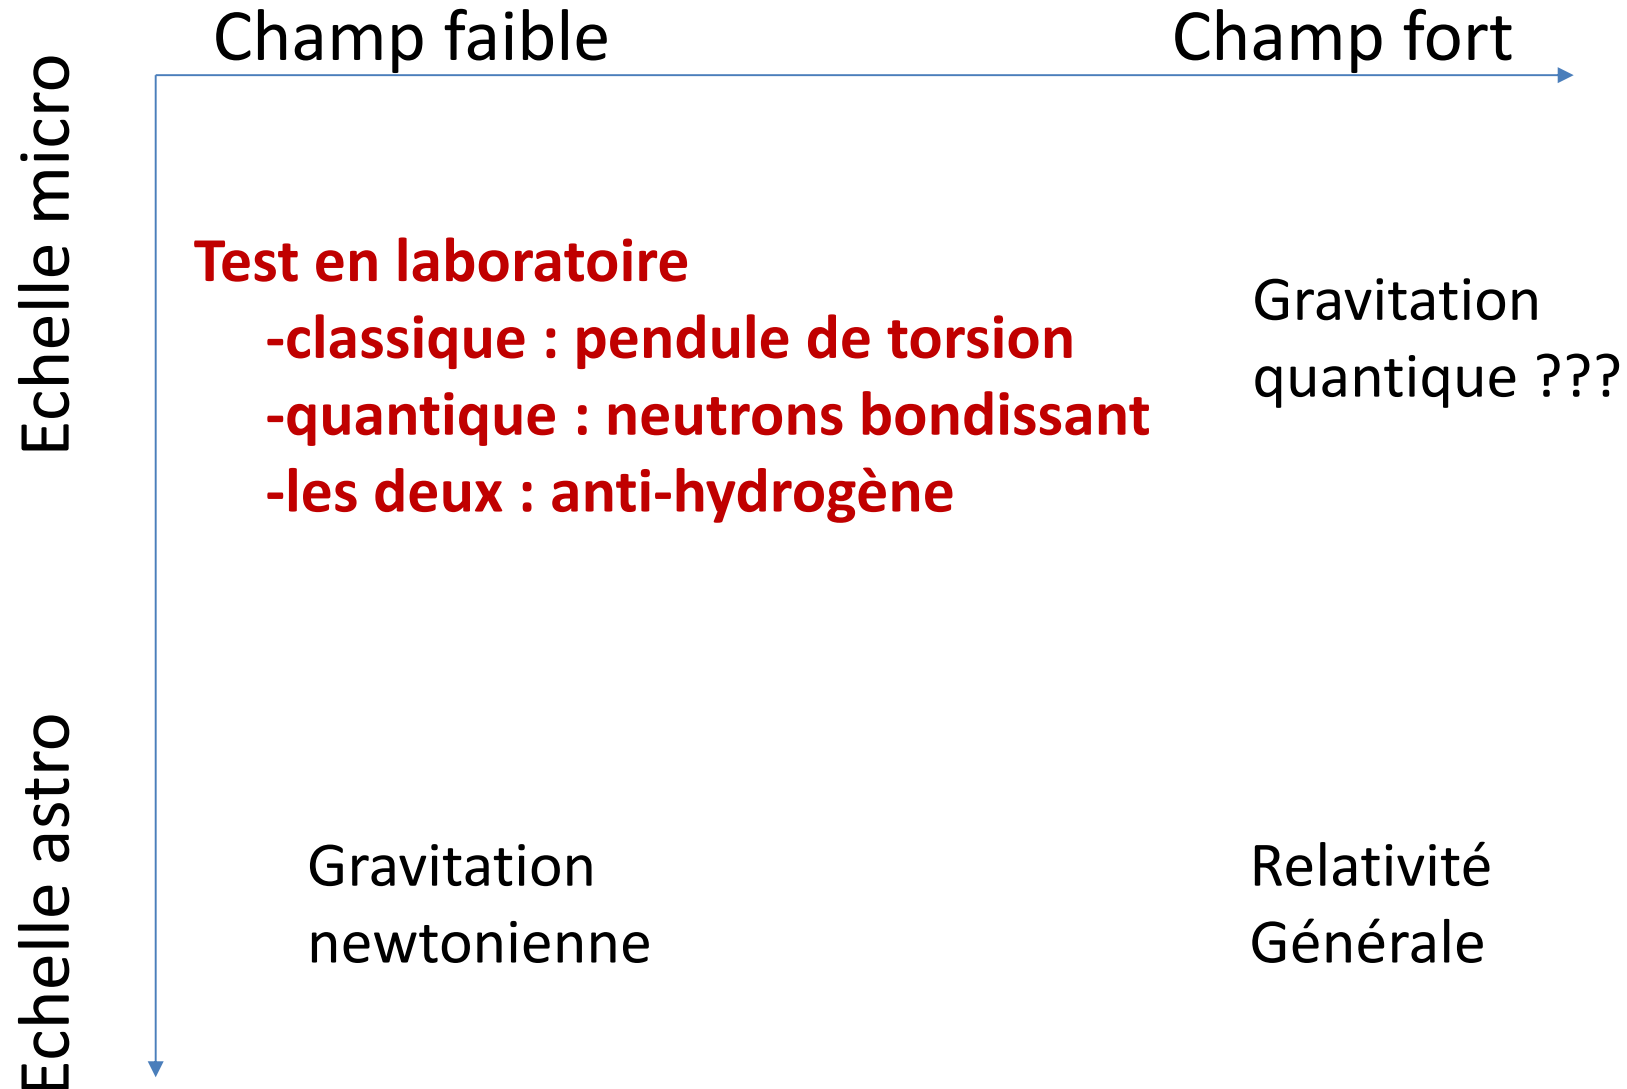 Champ faible
Champ fort
Echelle micro
Test en laboratoire
-classique : pendule de torsion
-quantique : neutrons bondissant
-les deux : anti-hydrogène
Gravitation
quantique ???
Echelle astro
Gravitation
newtonienne
Relativité
Générale